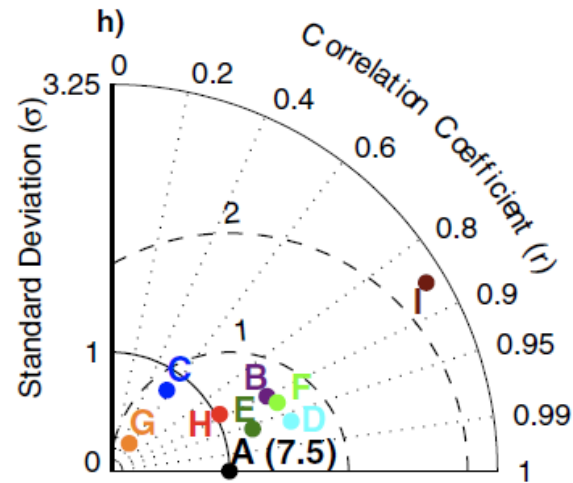 h)
Correlation Coefficient (r)
0
0.2
0.4
0.6
0.8
0.9
0.95
0.99
1
3.25
Standard Deviation (σ)
1
0
2
1
I
C
B
F
G
H
E
D
A (7.5)